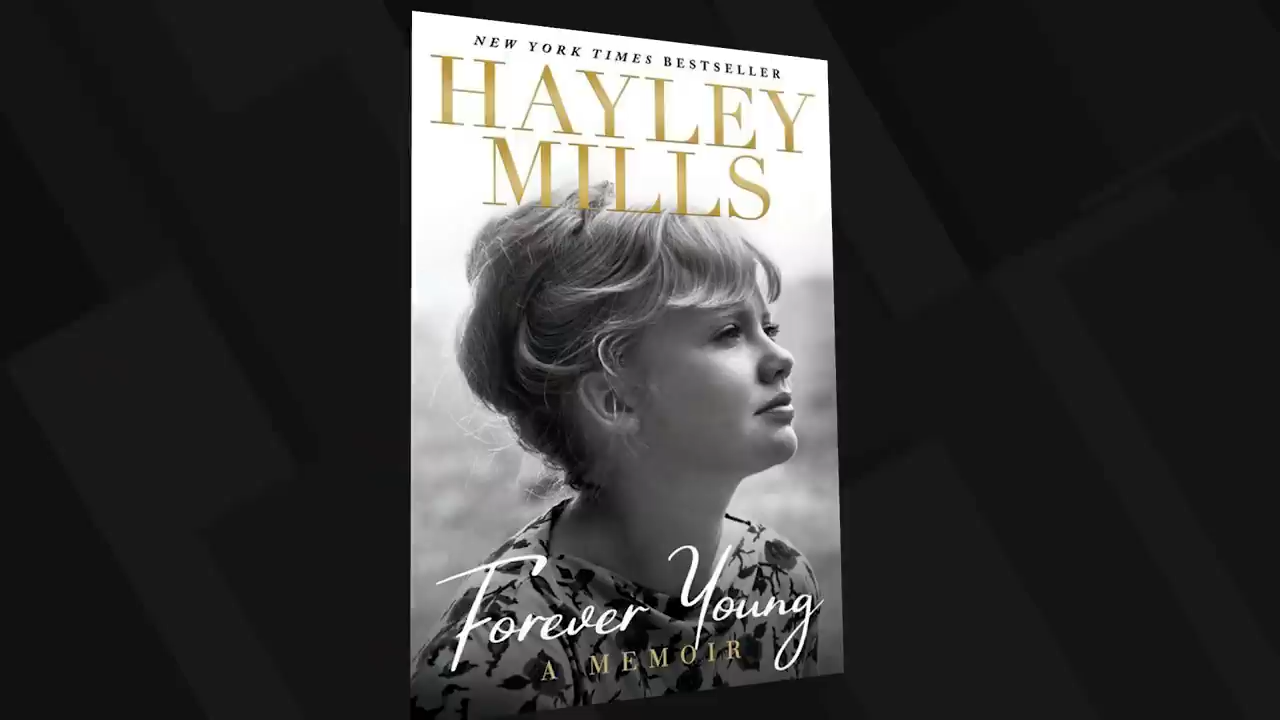 NEW YORK TIMES BESTSELLER
HAYLEY
MILLS
Forever Young
A MEMOIR